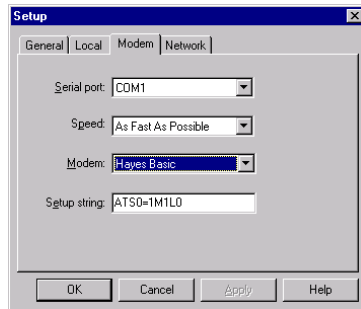 Setup
General Local Modem Network
Serial port: COM1
Speed: As Fast As Possible
Modem: Hayes Basic
Setup string: ATS0=1M1L0
OK Cancel Apply Help